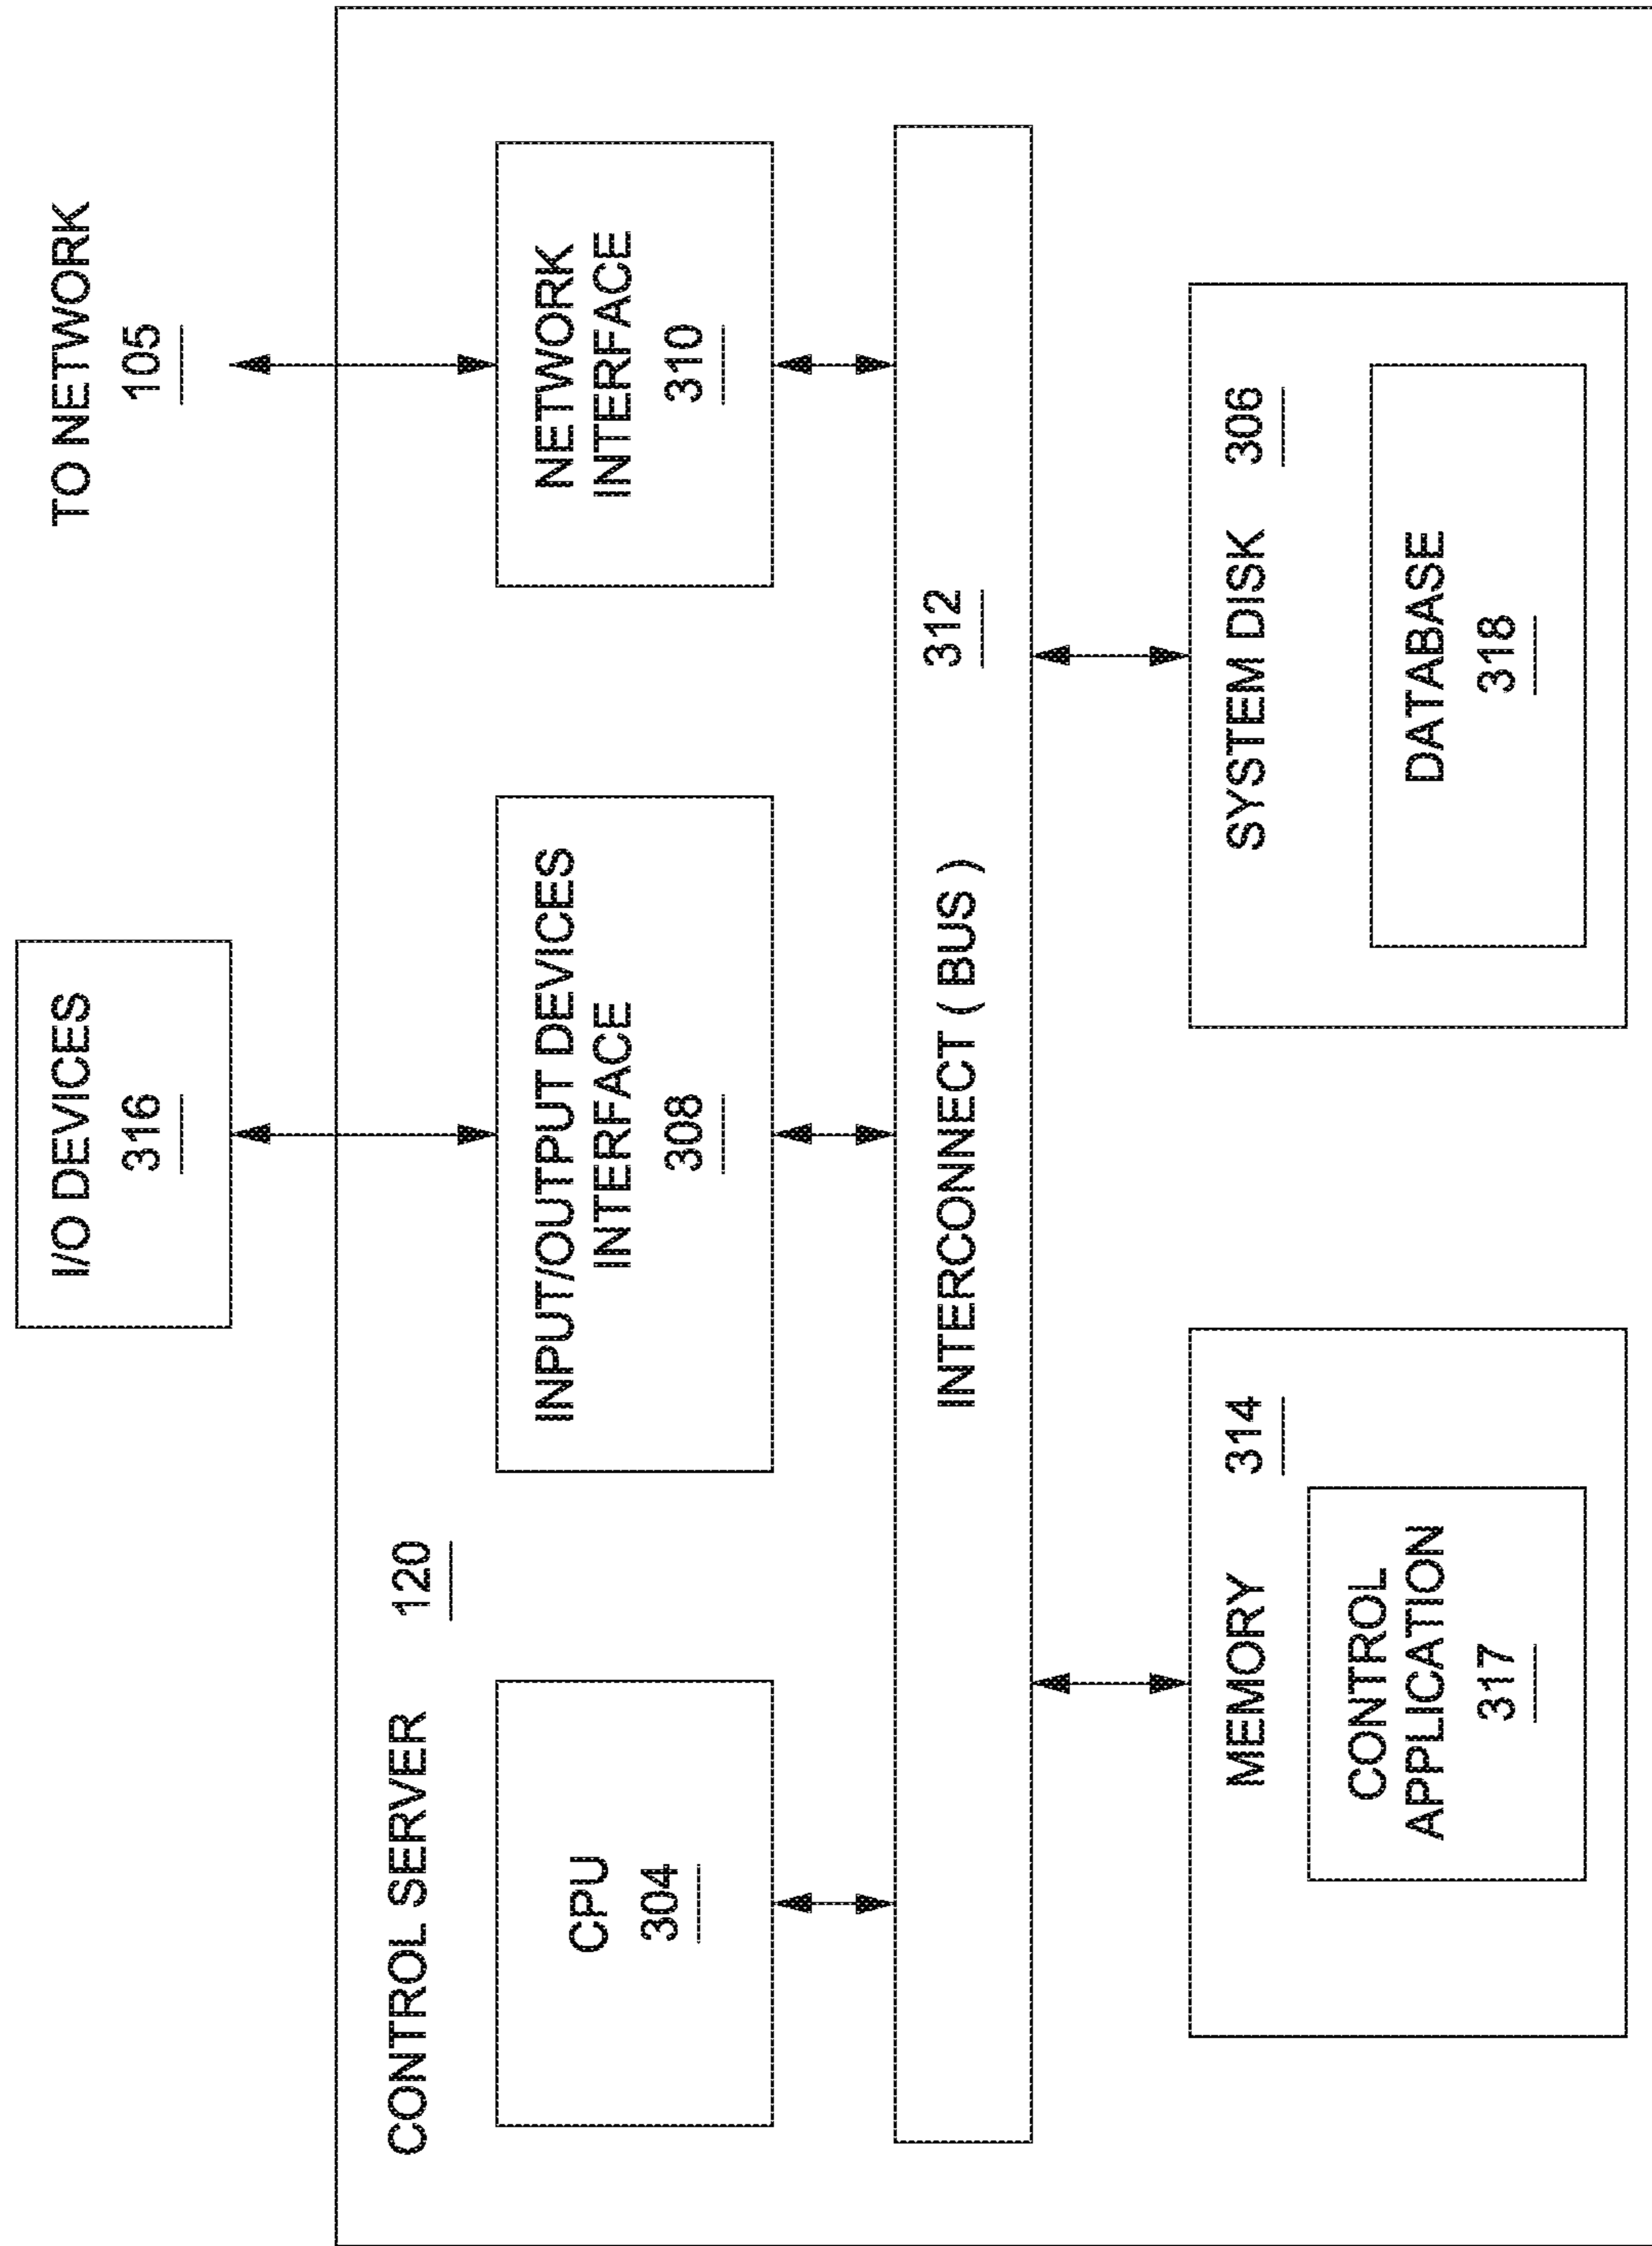 I/O DEVICES
316
TO NETWORK
105
CONTROL SERVER 120
CPU
304
INPUT/OUTPUT DEVICES
INTERFACE
308
NETWORK
INTERFACE
310
INTERCONNECT ( BUS ) 312
MEMORY 314
CONTROL
APPLICATION
317
SYSTEM DISK 306
DATABASE
318